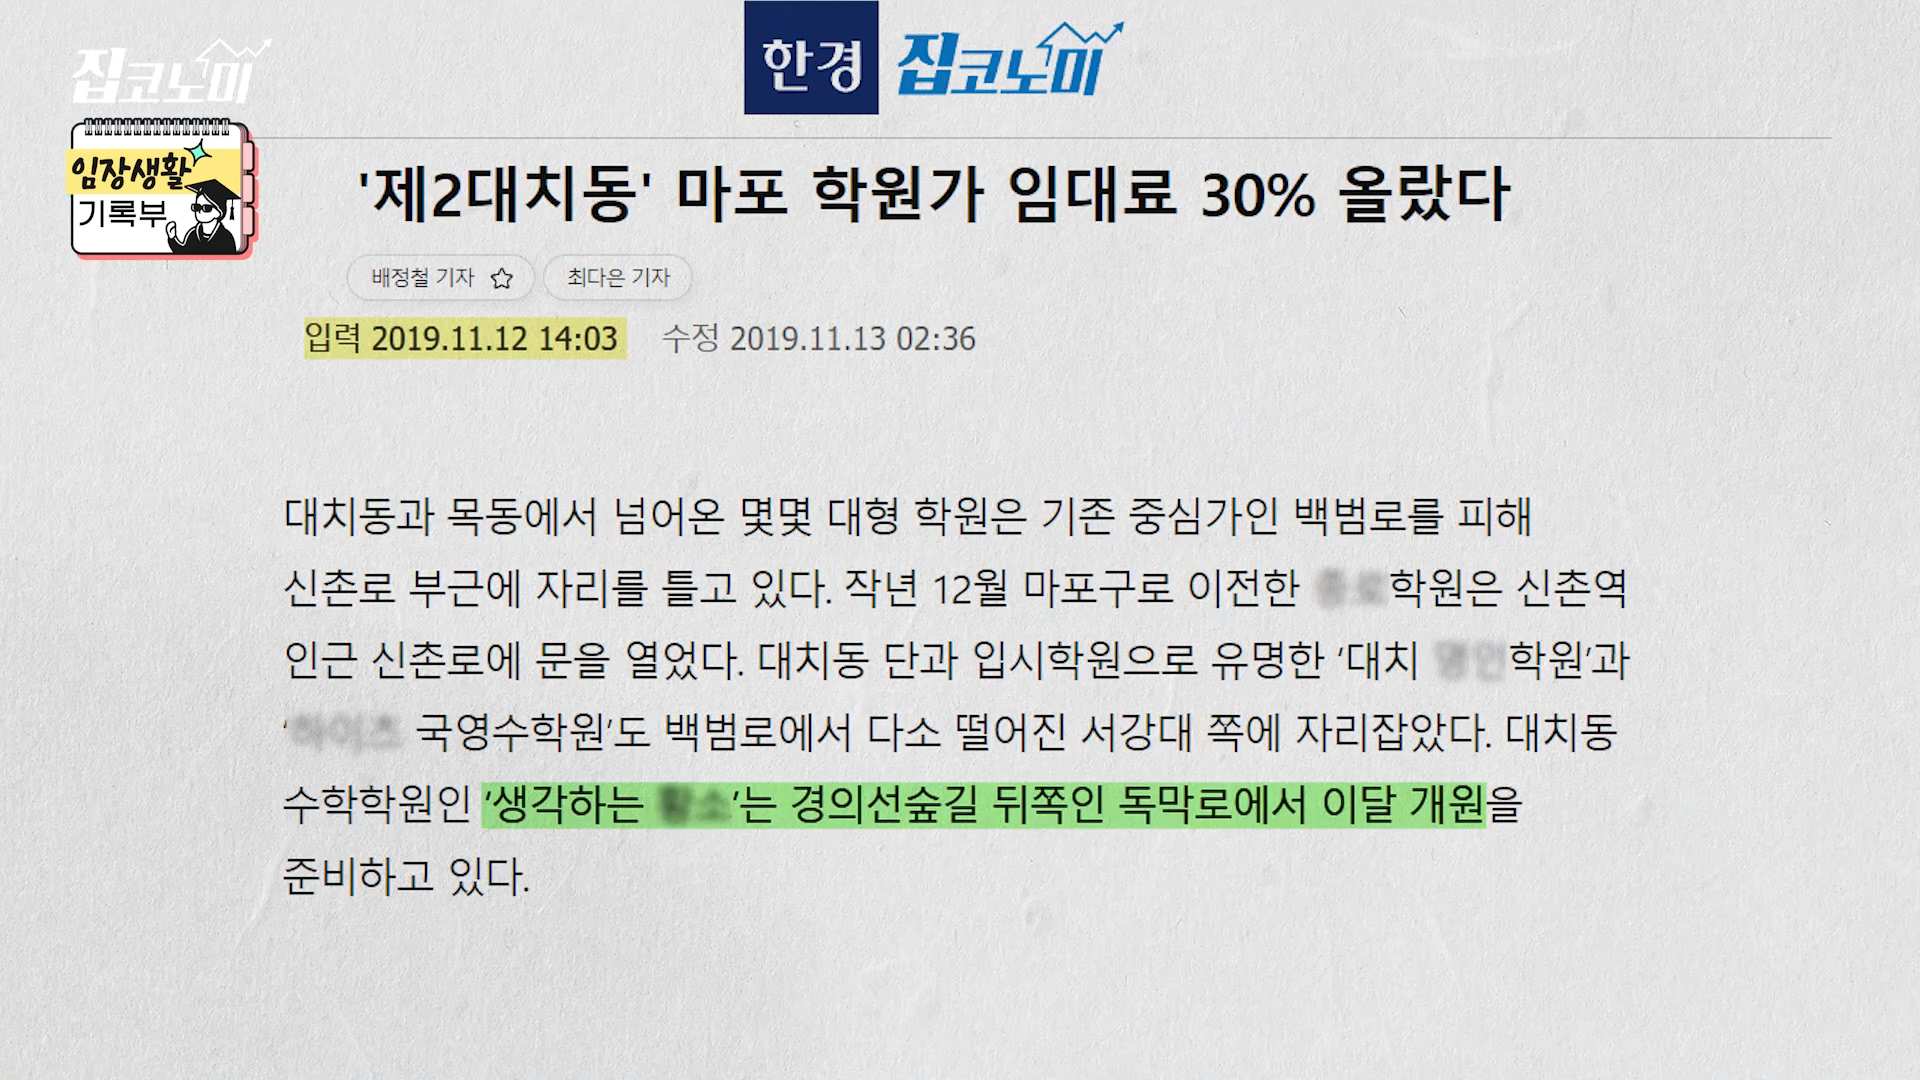 집코노미
한경 집코노미
임장생활
기록부
'제2대치동' 마포 학원가 임대료 30% 올랐다
배정철 기자 최다은 기자
입력 2019.11.12 14:03 수정 2019.11.13 02:36
대치동과 목동에서 넘어온 몇몇 대형 학원은 기존 중심가인 백범로를 피해
신촌로 부근에 자리를 틀고 있다. 작년 12월 마포구로 이전한 학원은 신촌역
인근 신촌로에 문을 열었다. 대치동 단과 입시학원으로 유명한 ‘대치 학원’과
‘ 국영수학원’도 백범로에서 다소 떨어진 서강대 쪽에 자리잡았다. 대치동
수학학원인 ‘생각하는 ’는 경의선숲길 뒤쪽인 독막로에서 이달 개원을
준비하고 있다.